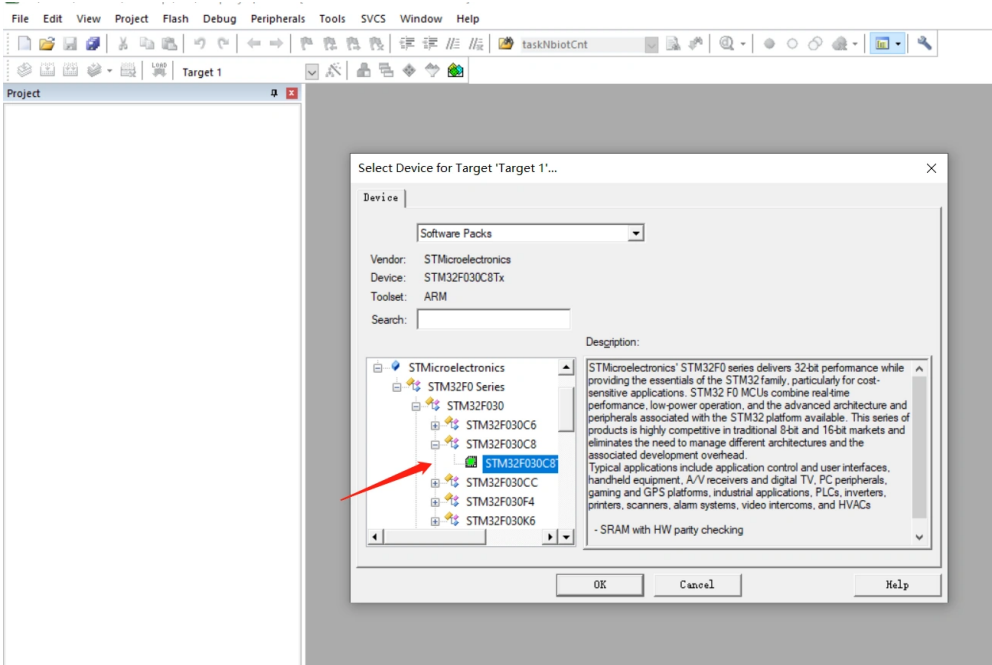 File Edit View Project Flash Debug Peripherals Tools SVCS Window Help
taskNbiotCnt
LOAD Target 1
Project
Select Device for Target 'Target 1'...
Device
Software Packs
Vendor: STMicroelectronics
Device: STM32F030C8Tx
Toolset: ARM
Search:
Description:
STMicroelectronics
STM32F0 Series
STM32F030
STM32F030C6
STM32F030C8
STM32F030C8T
STM32F030CC
STM32F030F4
STM32F030K6
STMicroelectronics' STM32F0 series delivers 32-bit performance while
providing the essentials of the STM32 family, particularly for cost-
sensitive applications. STM32 F0 MCUs combine real-time
performance, low-power operation, and the advanced architecture and
peripherals associated with the STM32 platform available. This series of
products is highly competitive in traditional 8-bit and 16-bit markets and
eliminates the need to manage different architectures and the
associated development overhead.
Typical applications include application control and user interfaces,
handheld equipment, A/V receivers and digital TV, PC peripherals,
gaming and GPS platforms, industrial applications, PLCs, inverters,
printers, scanners, alarm systems, video intercoms, and HVACs
- SRAM with HW parity checking
OK Cancel Help